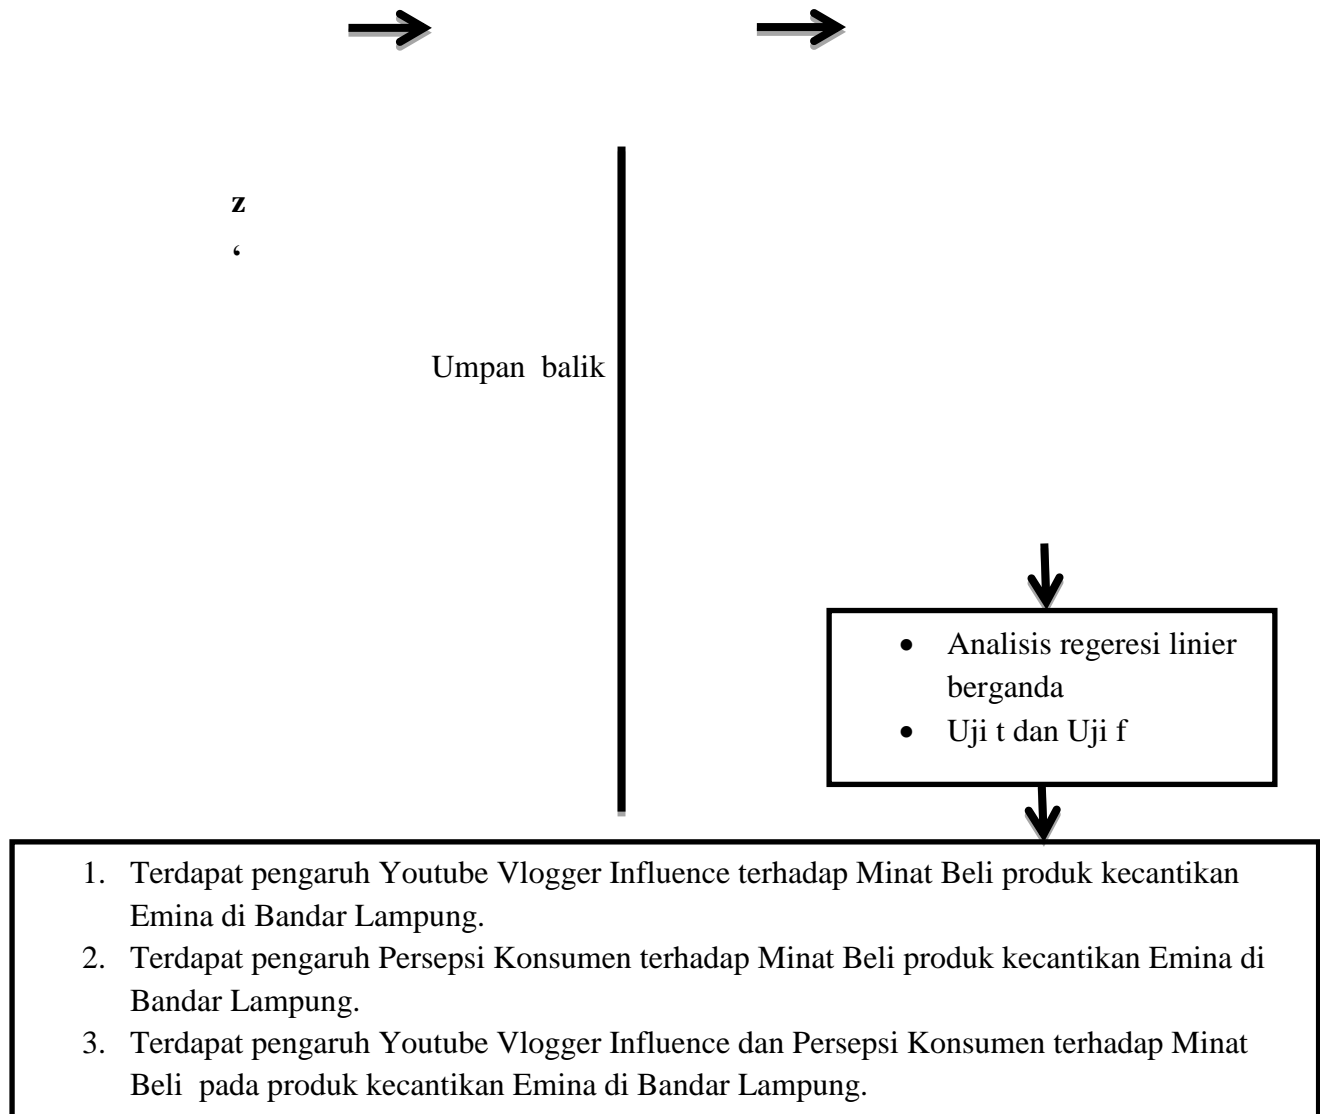 z
‘
Umpan balik
• Analisis regeresi linier
berganda
• Uji t dan Uji f
1. Terdapat pengaruh Youtube Vlogger Influence terhadap Minat Beli produk kecantikan
Emina di Bandar Lampung.
2. Terdapat pengaruh Persepsi Konsumen terhadap Minat Beli produk kecantikan Emina di
Bandar Lampung.
3. Terdapat pengaruh Youtube Vlogger Influence dan Persepsi Konsumen terhadap Minat
Beli pada produk kecantikan Emina di Bandar Lampung.